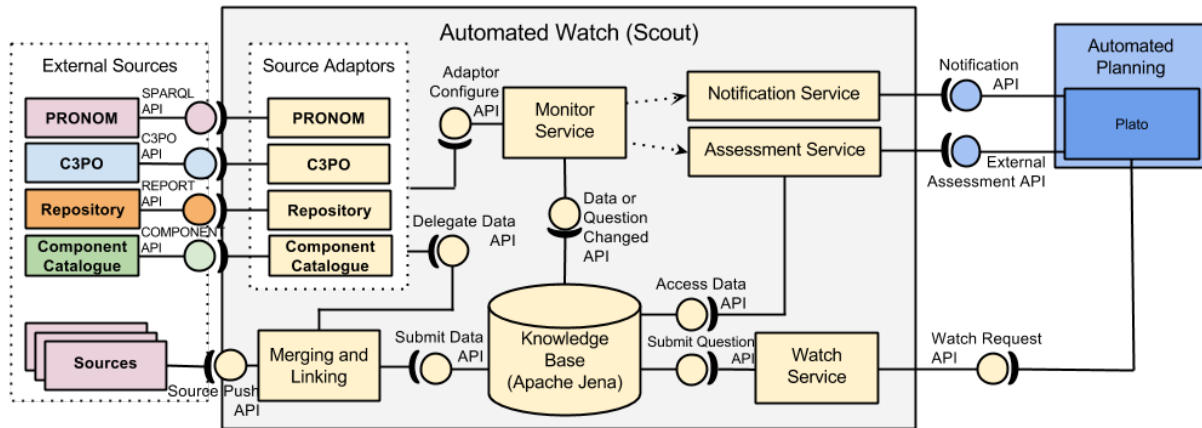 Automated Watch (Scout)
External Sources
SPARQL
API
PRONOM
C3PO
API
C3PO
REPORT
API
Repository
COMPONENT
API
Component
Catalogue
Sources
Source Push
API
Source Adaptors
PRONOM
C3PO
Repository
Component
Catalogue
Adaptor
Configure
API
Delegate Data
API
Merging and
Linking
Submit Data
API
Monitor
Service
Data or
Question
Changed
API
Knowledge
Base
(Apache Jena)
Notification Service
Assessment Service
Access Data
API
Submit Question
API
Watch
Service
Notification
API
External
Assessment API
Watch Request
API
Automated
Planning
Plato